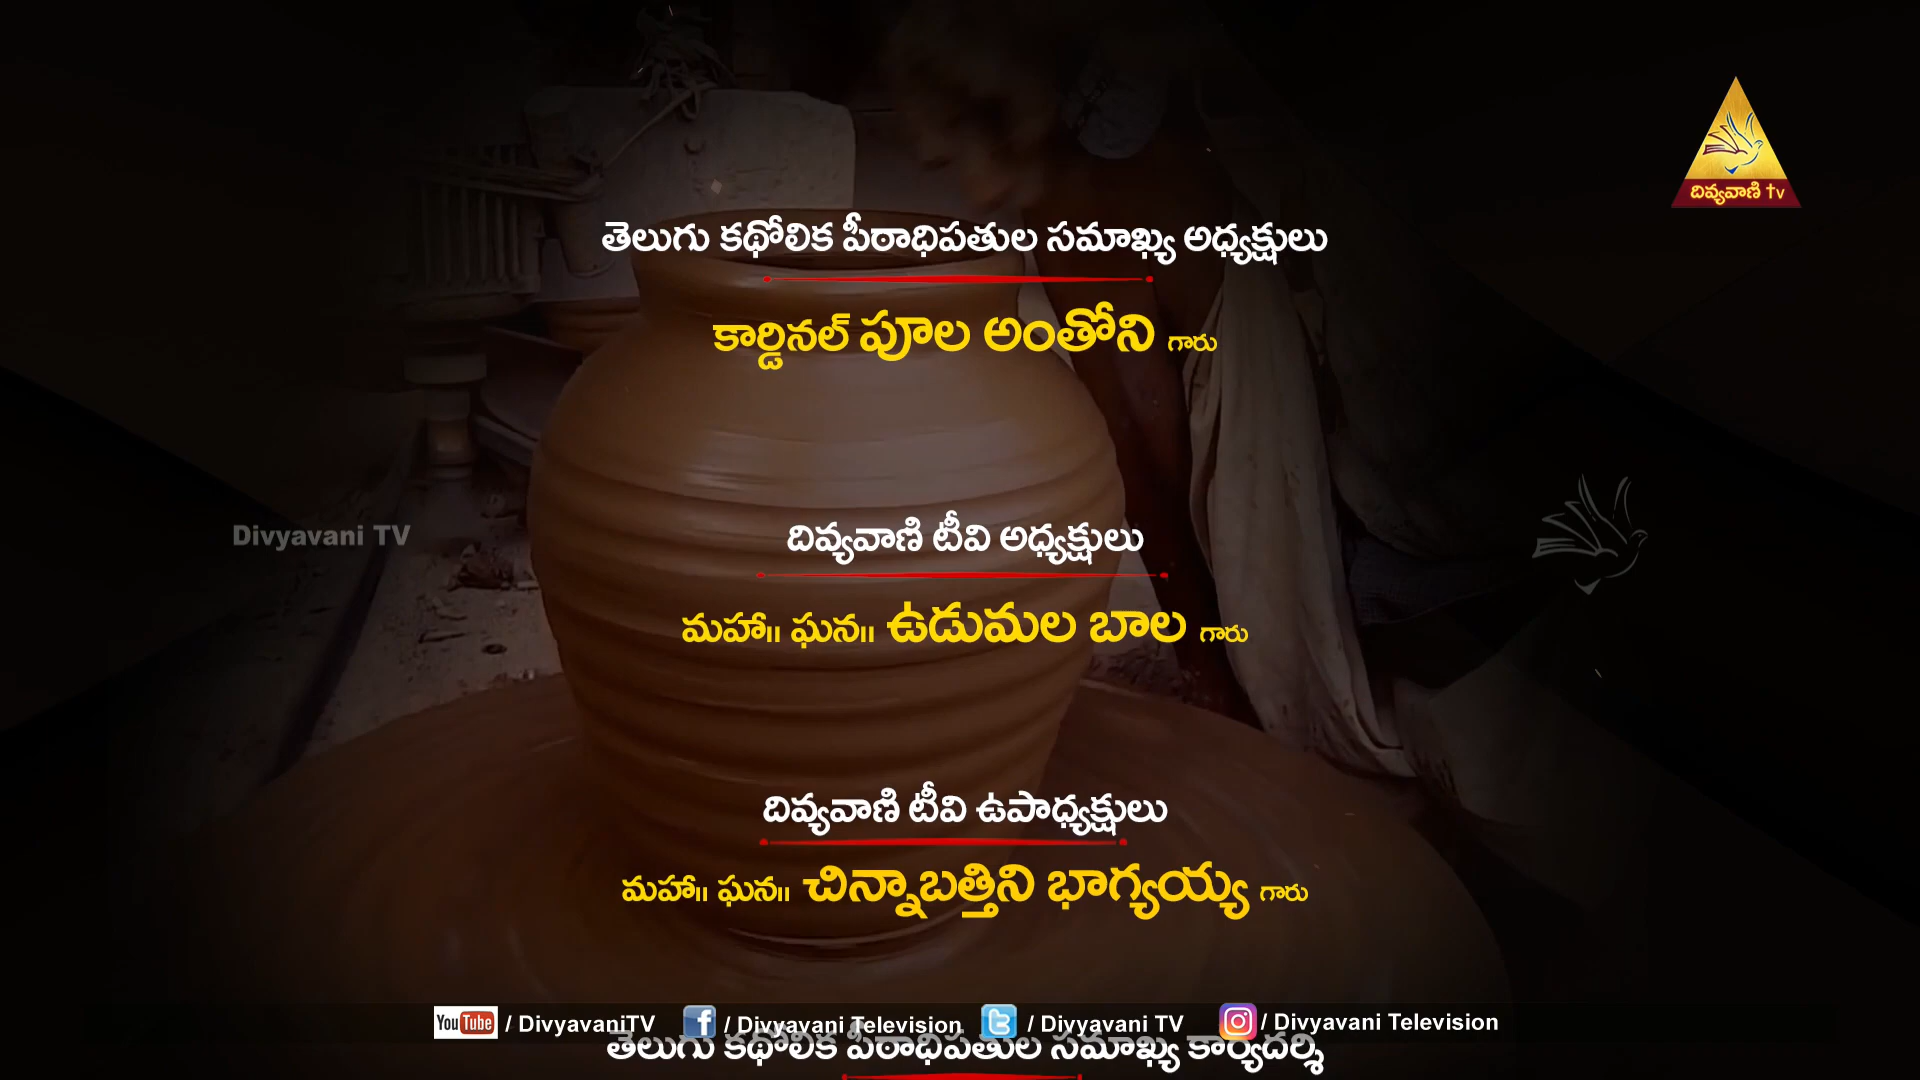 దివ్యవాణి tv
తెలుగు కథోలిక పీఠాధిపతుల సమాఖ్య అధ్యక్షులు
కార్డినల్ పూల అంతోని గారు
Divyavani TV
దివ్యవాణి టీవి అధ్యక్షులు
మహా॥ ఘన॥ ఉడుమల బాల గారు
దివ్యవాణి టీవి ఉపాధ్యక్షులు
మహా॥ ఘన॥ చిన్నాబత్తిని భాగ్యయ్య గారు
YouTube / DivyavaniTV f / Divyavani Television / Divyavani TV / Divyavani Television
తెలుగు కథోలిక పీఠాధిపతుల సమాఖ్య కార్యదర్శి